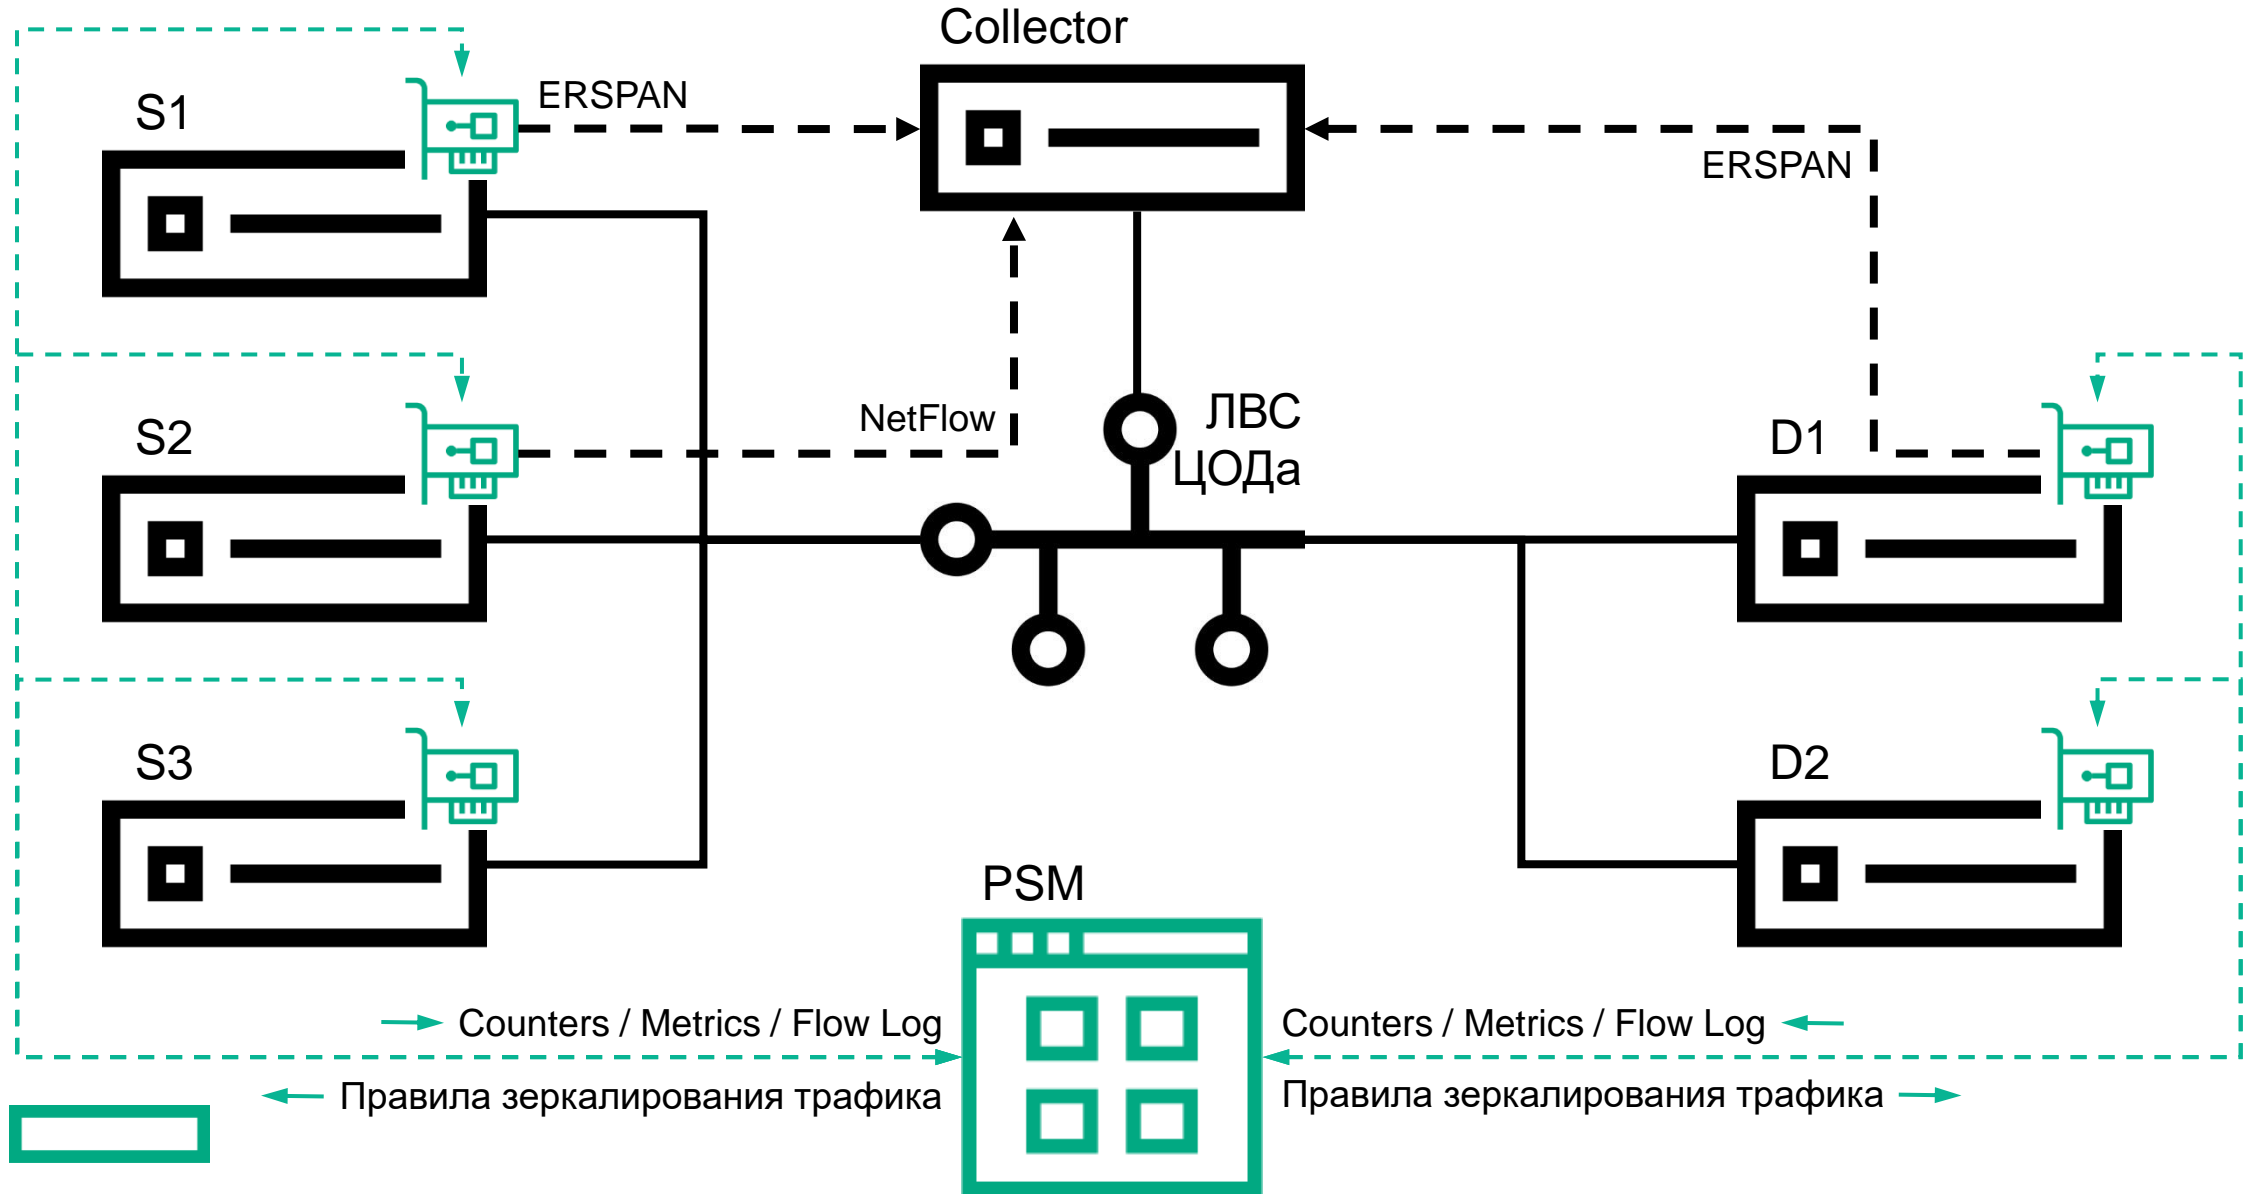 Collector
S1
ERSPAN
ERSPAN
S2
NetFlow
ЛВС
ЦОДа
D1
S3
D2
PSM
Counters / Metrics / Flow Log
Counters / Metrics / Flow Log
Правила зеркалирования трафика
Правила зеркалирования трафика